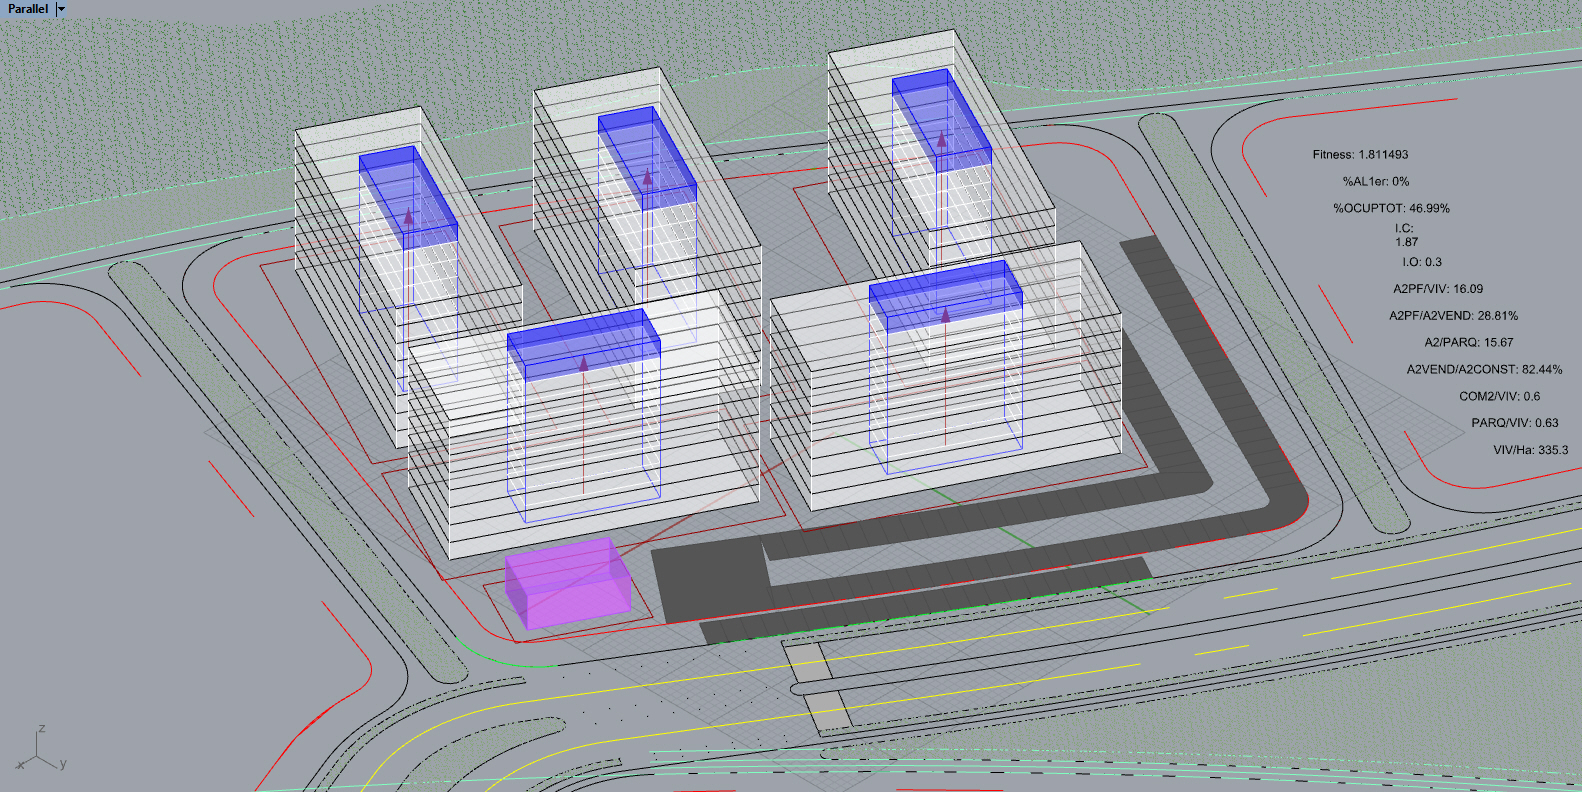 Parallel
Fitness: 1.811493
%AL1er: 0%
%OCUPTOT: 46.99%
I.C:
1.87
I.O: 0.3
A2PF/VIV: 16.09
A2PF/A2VEND: 28.81%
A2/PARQ: 15.67
A2VEND/A2CONST: 82.44%
COM2/VIV: 0.6
PARQ/VIV: 0.63
VIV/Ha: 335.3
z
x
y